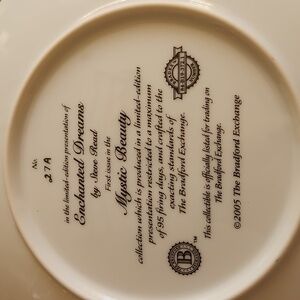 No.
27A
in the limited-edition presentation of
Enchanted Dreams
by Steve Read
First issue in the
Mystic Beauty
collection which is produced in a limited-edition
presentation restricted to a maximum
of 95 firing days, and crafted to the
exacting standards of
The Bradford Exchange
This collectible is officially listed for trading on
The Bradford Exchange.
©2005 The Bradford Exchange
B
™